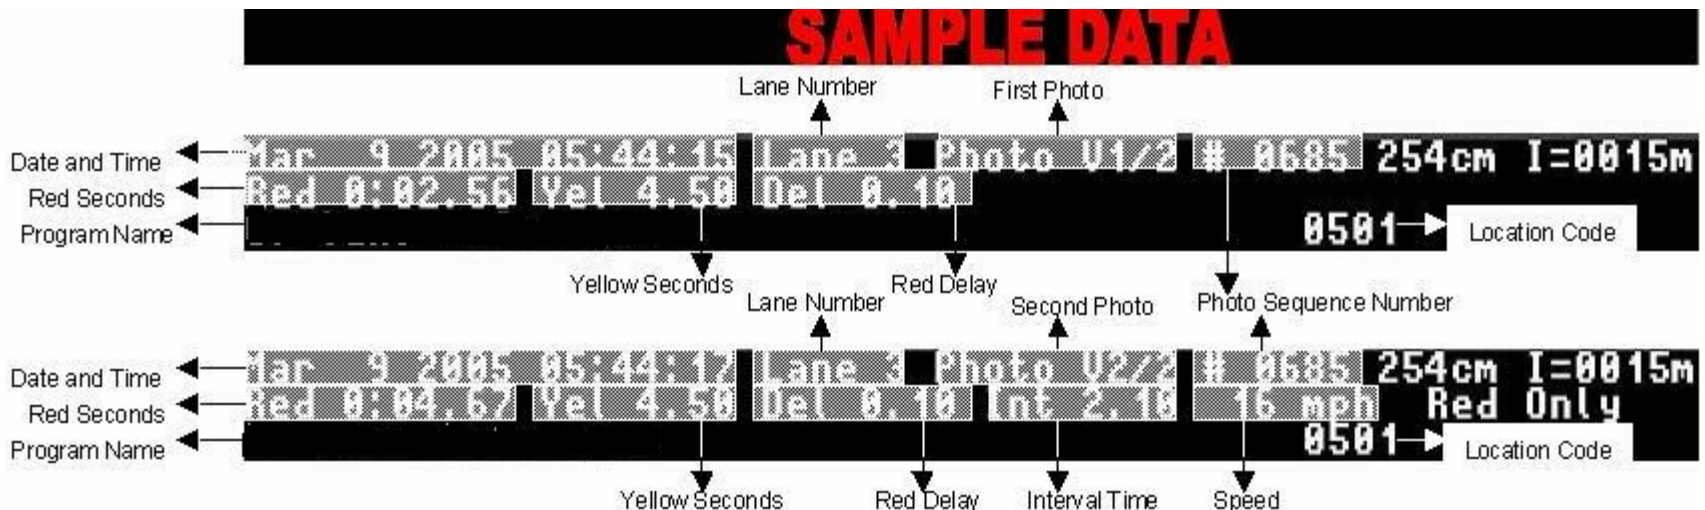 SAMPLE DATA
Lane Number First Photo
Date and Time Mar 9 2005 05:44:15 Lane 3 Photo V1/2 # 0685 254cm I=0015m
Red Seconds Red 0:02.56 Yel 4.50 Del 0.10
Program Name 0501 Location Code
Yellow Seconds Red Delay
Lane Number Second Photo Photo Sequence Number
Date and Time Mar 9 2005 05:44:17 Lane 3 Photo V2/2 # 0685 254cm I=0015m
Red Seconds Red 0:04.67 Yel 4.50 Del 0.10 Int 2.10 16 mph Red Only
Program Name 0501 Location Code
Yellow Seconds Red Delay Interval Time Speed